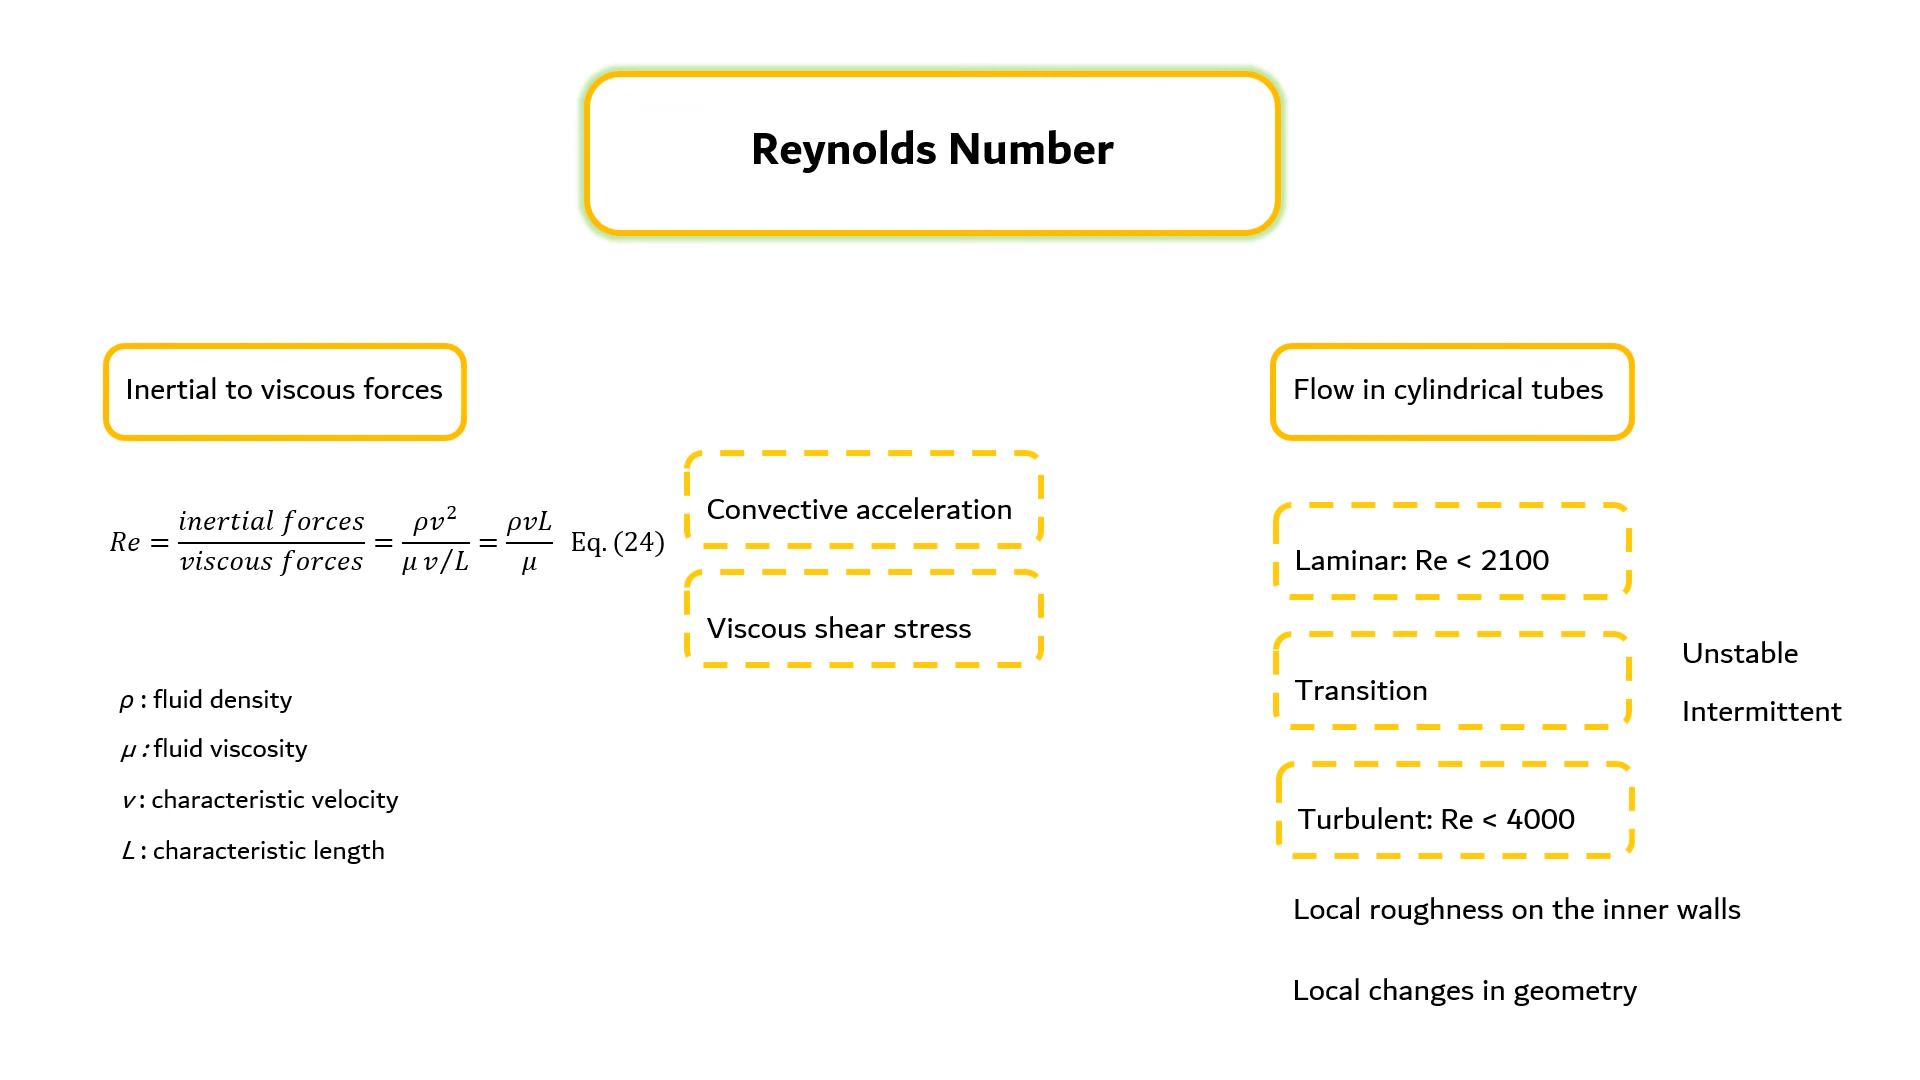 Reynolds Number
Inertial to viscous forces
Re = inertial forces / viscous forces = ρv² / μ v/L = ρvL / μ Eq. (24)
Convective acceleration
Viscous shear stress
ρ : fluid density
μ : fluid viscosity
v : characteristic velocity
L : characteristic length
Flow in cylindrical tubes
Laminar: Re < 2100
Transition
Unstable
Intermittent
Turbulent: Re < 4000
Local roughness on the inner walls
Local changes in geometry